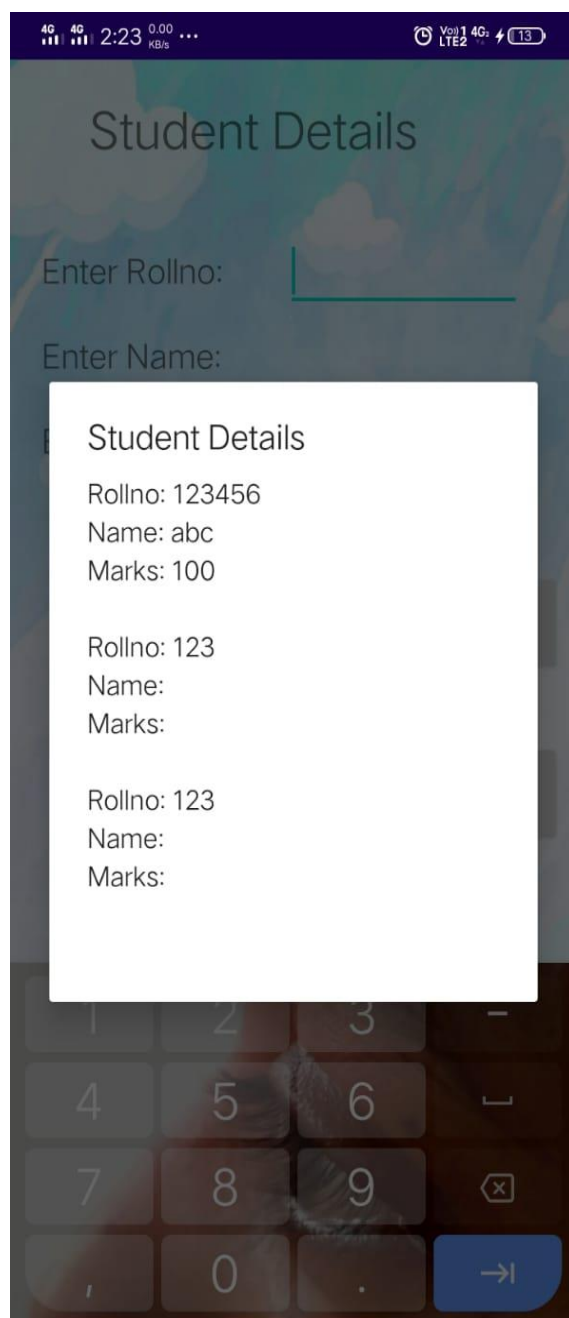 4G 4G 2:23 0.00 KB/s ... Vo)) 1 LTE2 4G 13
Student Details
Enter Rollno:
Enter Name:
Student Details
Rollno: 123456
Name: abc
Marks: 100
Rollno: 123
Name:
Marks:
Rollno: 123
Name:
Marks:
1 2 3 -
4 5 6
7 8 9
, 0 .